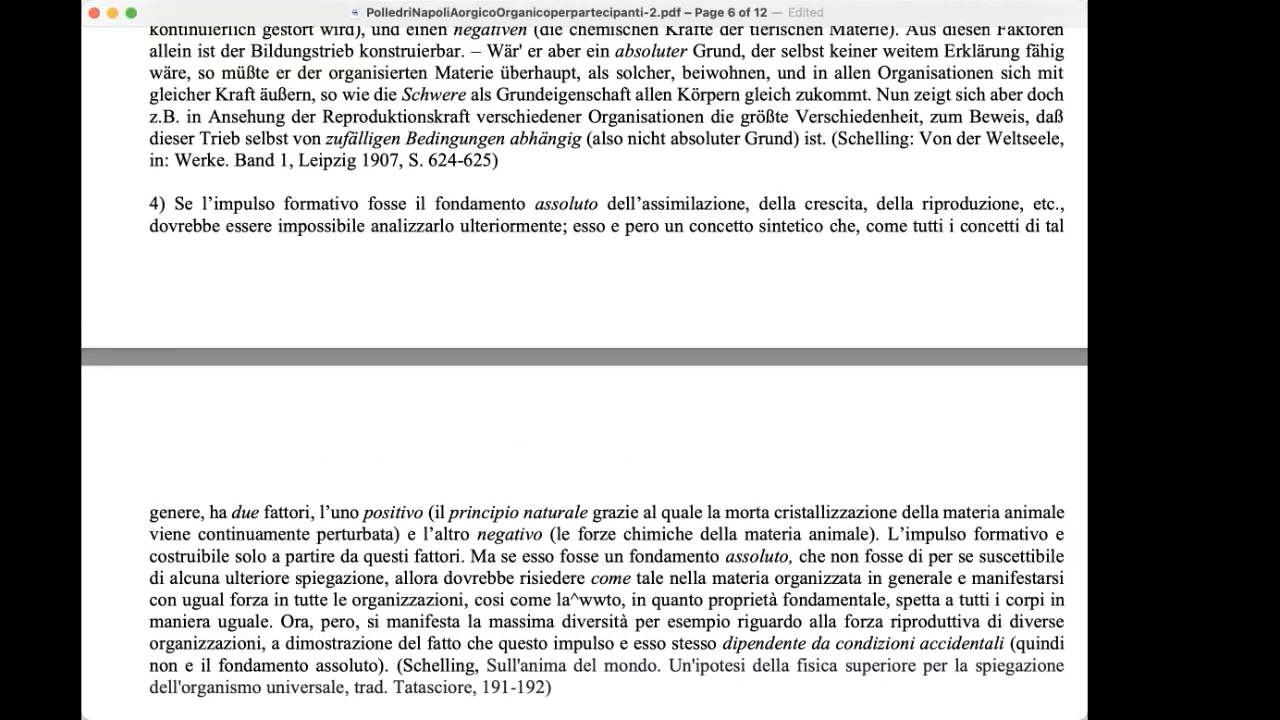 PolledriNapoliAorgicoOrganicoperpartecipanti-2.pdf – Page 6 of 12 — Edited
kontinuierlich gestört wird), und einen negativen (die chemischen Kräfte der tierischen Materie). Aus diesen Faktoren
allein ist der Bildungstrieb konstruierbar. – Wär' er aber ein absoluter Grund, der selbst keiner weitem Erklärung fähig
wäre, so müßte er der organisierten Materie überhaupt, als solcher, beiwohnen, und in allen Organisationen sich mit
gleicher Kraft äußern, so wie die Schwere als Grundeigenschaft allen Körpern gleich zukommt. Nun zeigt sich aber doch
z.B. in Ansehung der Reproduktionskraft verschiedener Organisationen die größte Verschiedenheit, zum Beweis, daß
dieser Trieb selbst von zufälligen Bedingungen abhängig (also nicht absoluter Grund) ist. (Schelling: Von der Weltseele,
in: Werke. Band 1, Leipzig 1907, S. 624-625)
4) Se l’impulso formativo fosse il fondamento assoluto dell’assimilazione, della crescita, della riproduzione, etc.,
dovrebbe essere impossibile analizzarlo ulteriormente; esso e pero un concetto sintetico che, come tutti i concetti di tal
genere, ha due fattori, l’uno positivo (il principio naturale grazie al quale la morta cristallizzazione della materia animale
viene continuamente perturbata) e l’altro negativo (le forze chimiche della materia animale). L’impulso formativo e
costruibile solo a partire da questi fattori. Ma se esso fosse un fondamento assoluto, che non fosse di per se suscettibile
di alcuna ulteriore spiegazione, allora dovrebbe risiedere come tale nella materia organizzata in generale e manifestarsi
con ugual forza in tutte le organizzazioni, cosi come la^wwto, in quanto proprietà fondamentale, spetta a tutti i corpi in
maniera uguale. Ora, pero, si manifesta la massima diversità per esempio riguardo alla forza riproduttiva di diverse
organizzazioni, a dimostrazione del fatto che questo impulso e esso stesso dipendente da condizioni accidentali (quindi
non e il fondamento assoluto). (Schelling, Sull'anima del mondo. Un'ipotesi della fisica superiore per la spiegazione
dell'organismo universale, trad. Tatasciore, 191-192)